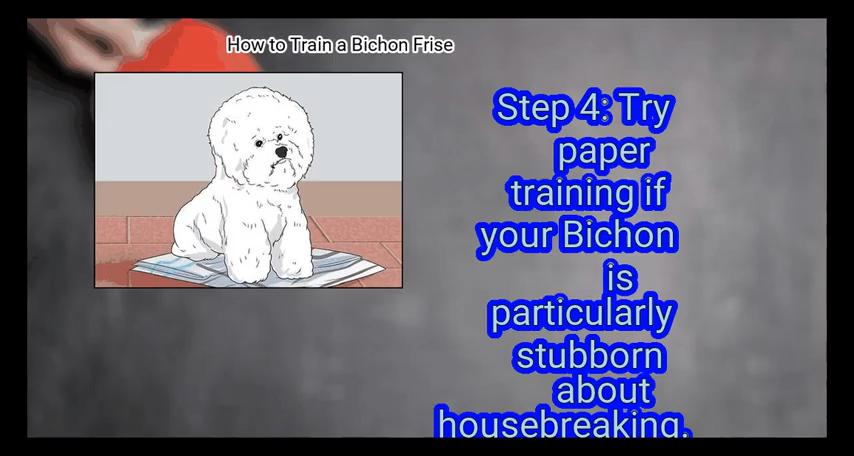 How to Train a Bichon Frise
Step 4: Try
paper
training if
your Bichon
is
particularly
stubborn
about
housebreaking.